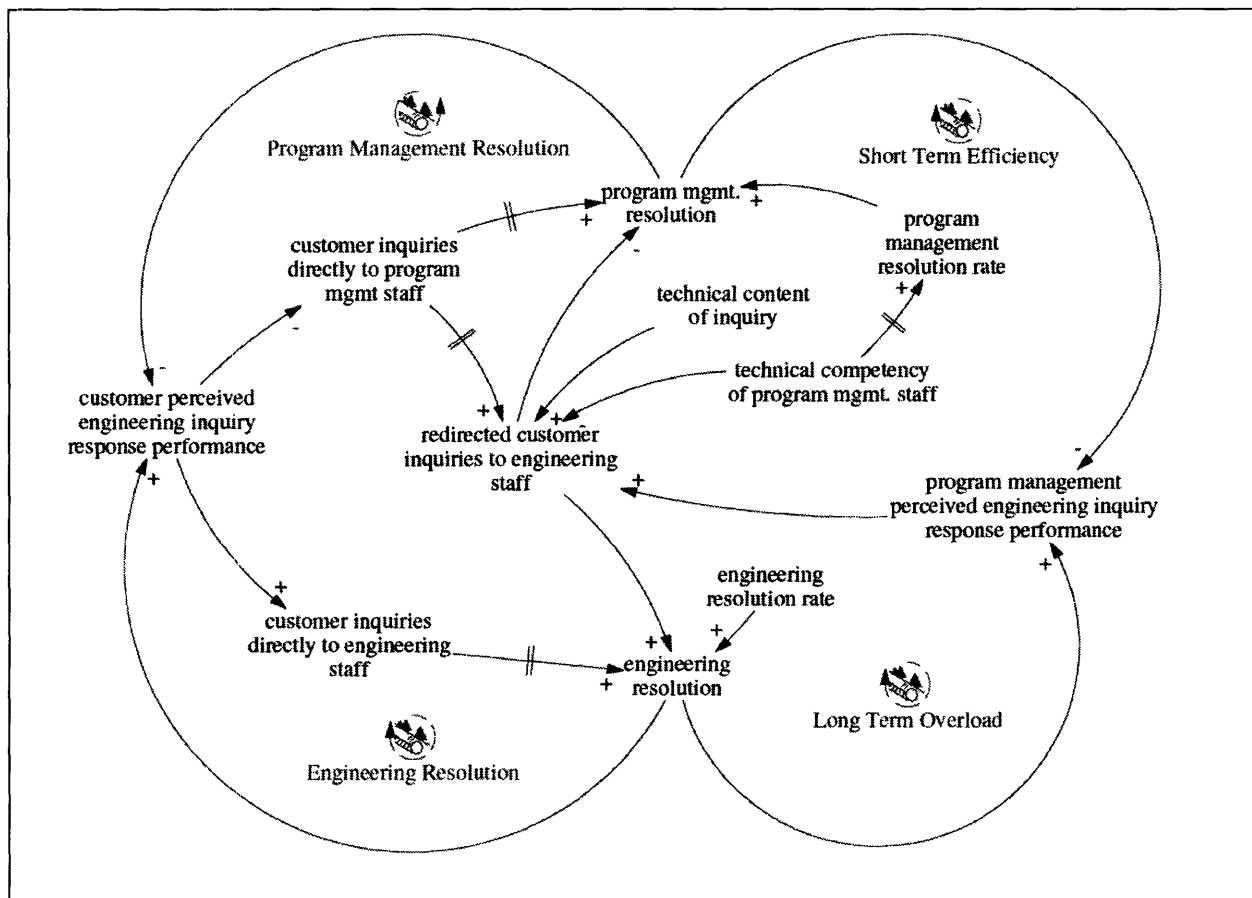 Program Management Resolution
Short Term Efficiency
program mgmt.
resolution
+
+
-
program
management
resolution rate
+
customer inquiries
directly to program
mgmt staff
-
technical content
of inquiry
technical competency
of program mgmt. staff
-
customer perceived
engineering inquiry
response performance
+
+
+
-
redirected customer
inquiries to engineering
staff
+
-
program management
perceived engineering inquiry
response performance
+
engineering
resolution rate
+
+
customer inquiries
directly to engineering
staff
+
+
engineering
resolution
Long Term Overload
Engineering Resolution